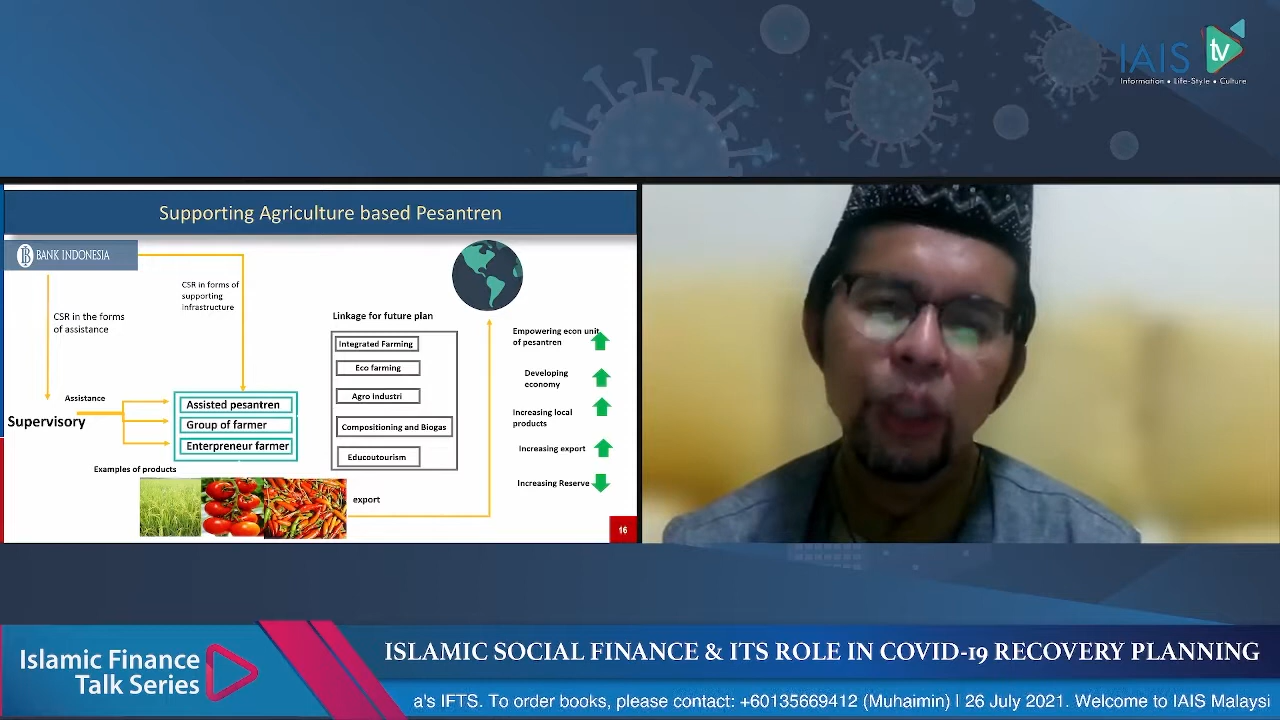 IAIS tv
Information • Life-Style • Culture
Supporting Agriculture based Pesantren
BANK INDONESIA
CSR in the forms
of assistance
CSR in forms of
supporting
infrastructure
Assistance
Supervisory
Assisted pesantren
Group of farmer
Enterpreneur farmer
Examples of products
export
Linkage for future plan
Integrated Farming
Eco farming
Agro Industri
Compositioning and Biogas
Educoutourism
Empowering econ unit
of pesantren
Developing
economy
Increasing local
products
Increasing export
Increasing Reserve
16
Islamic Finance
Talk Series
ISLAMIC SOCIAL FINANCE & ITS ROLE IN COVID-19 RECOVERY PLANNING
a's IFTS. To order books, please contact: +60135669412 (Muhaimin) | 26 July 2021. Welcome to IAIS Malaysi